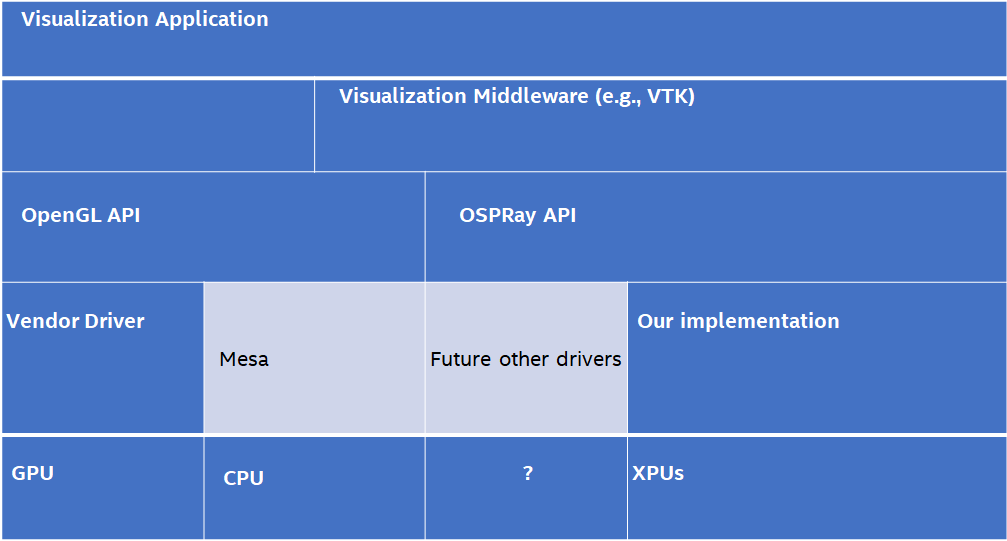 Visualization Application
Visualization Middleware (e.g., VTK)
OpenGL API
OSPRay API
Vendor Driver
Mesa
Future other drivers
Our implementation
GPU
CPU
?
XPUs